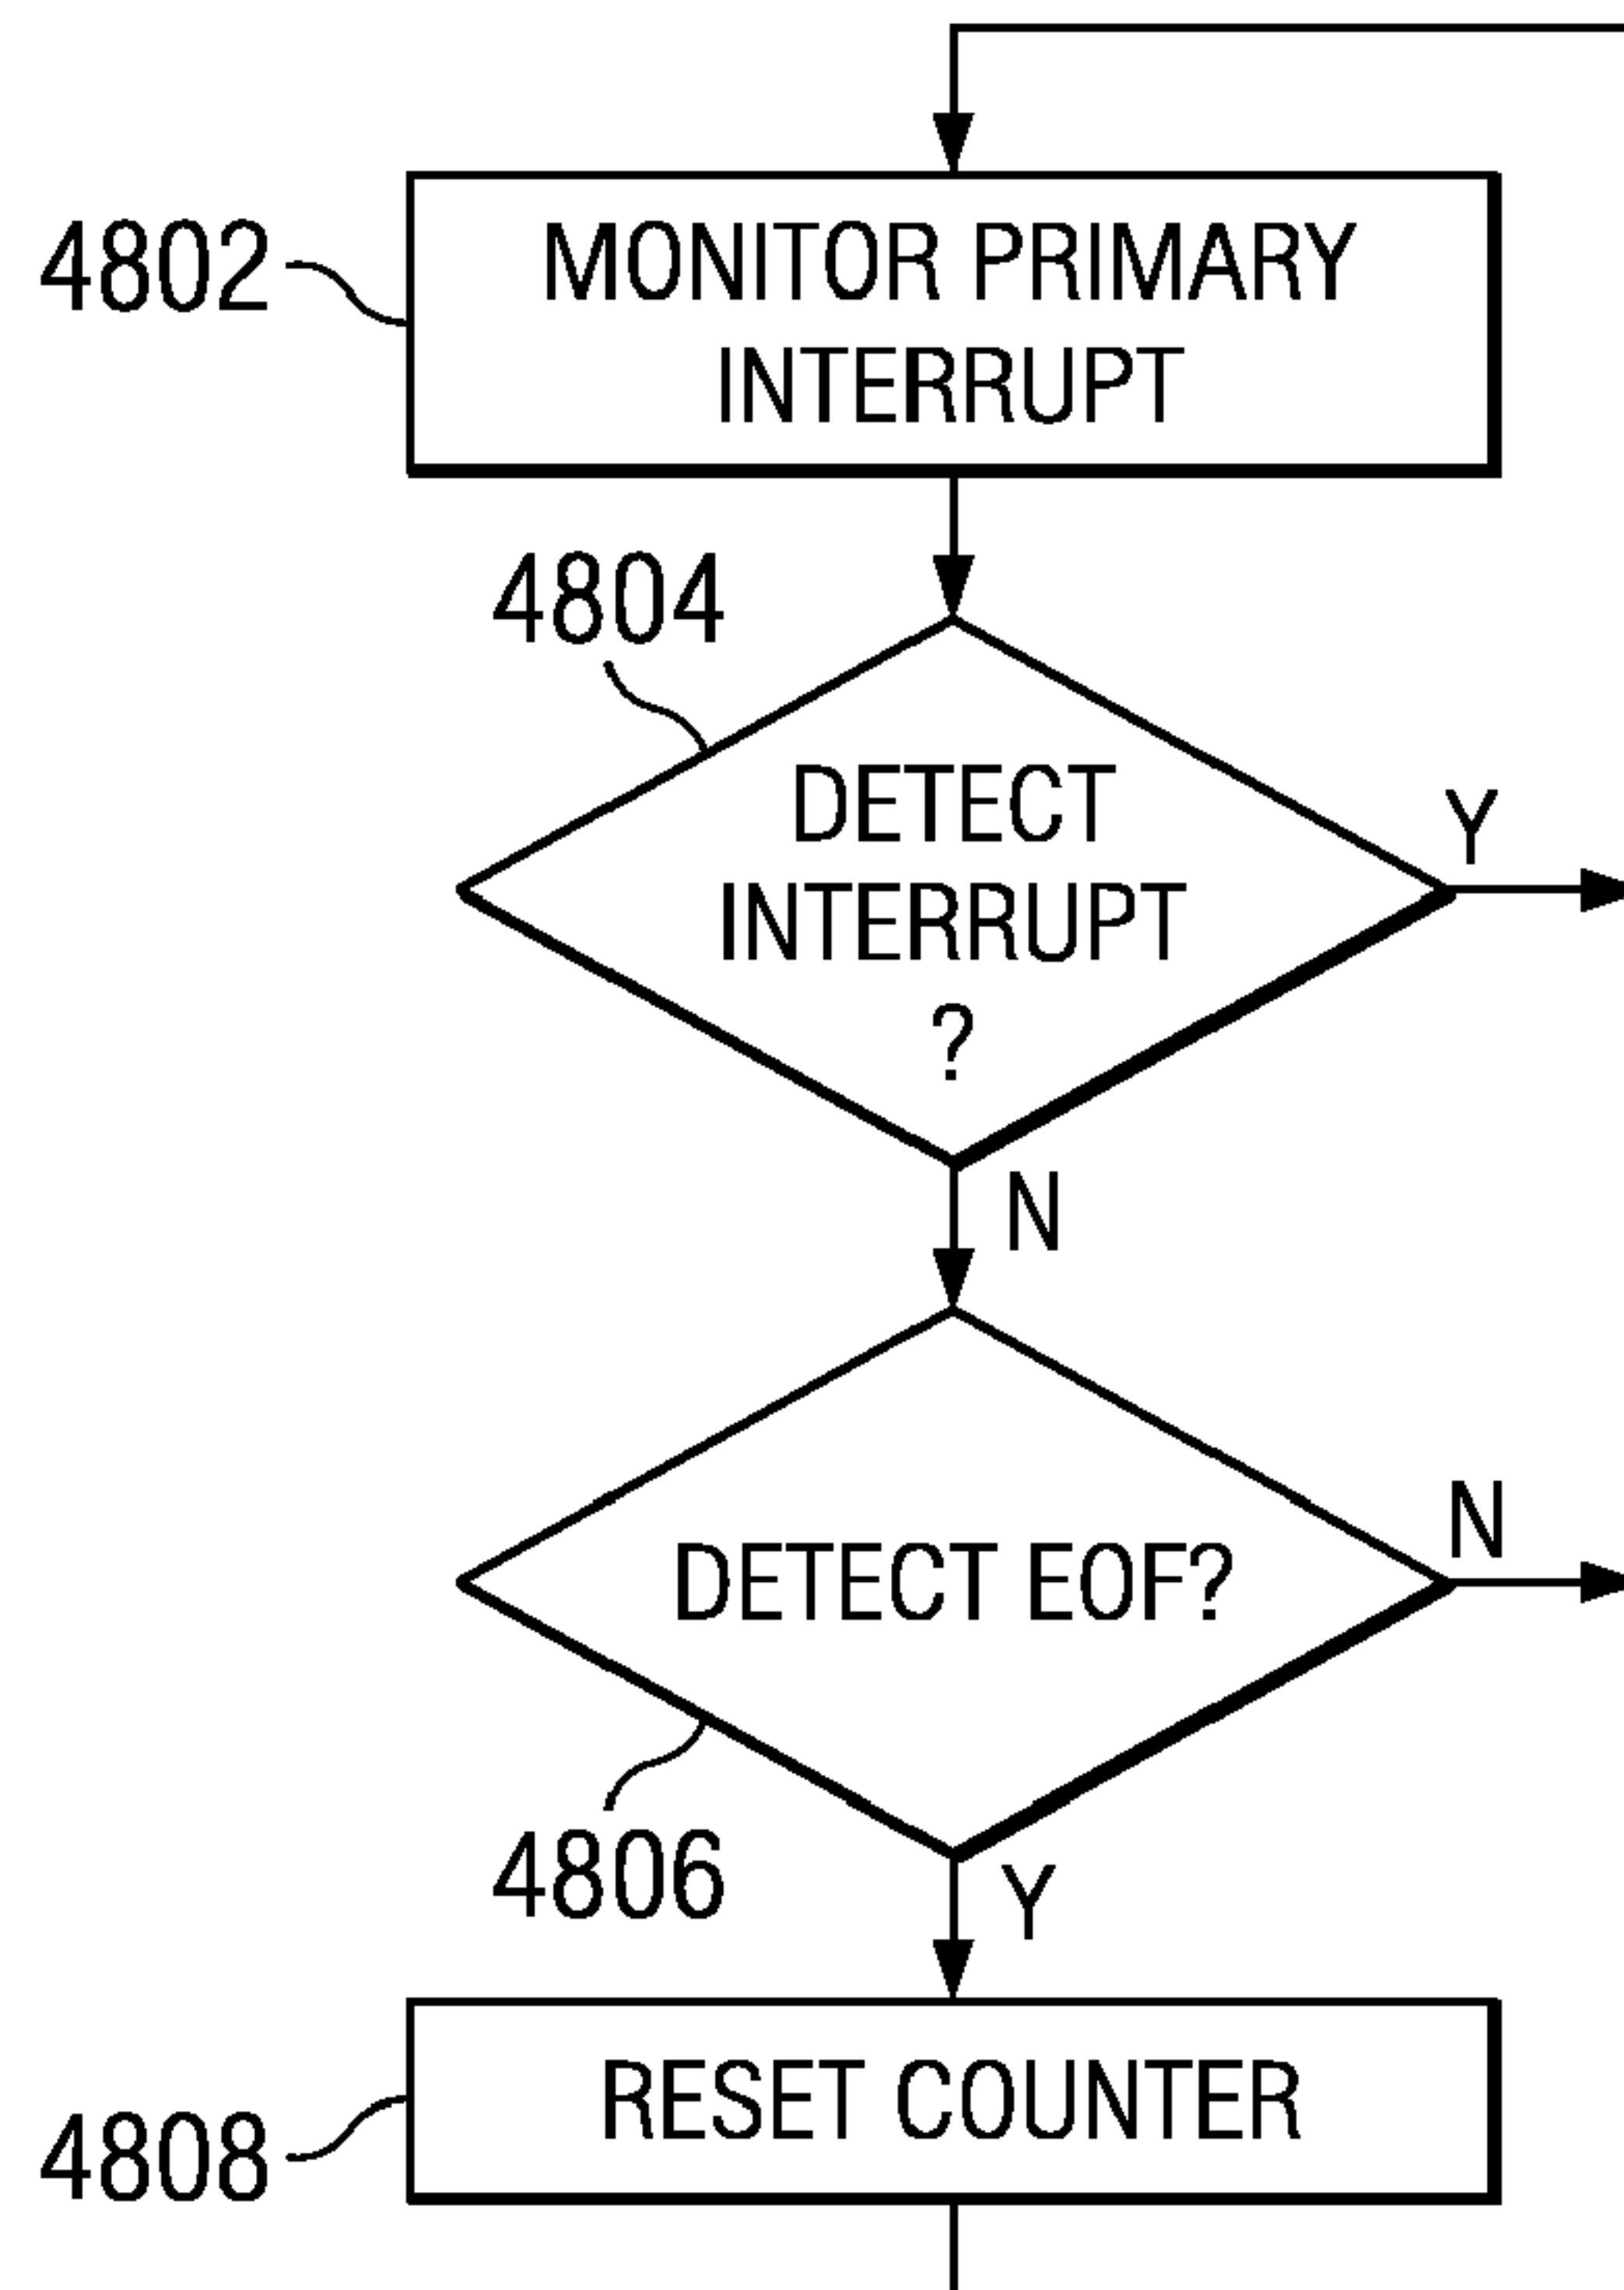 4802
MONITOR PRIMARY
INTERRUPT
4804
DETECT
INTERRUPT
?
Y
N
DETECT EOF?
N
4806
Y
RESET COUNTER
4808